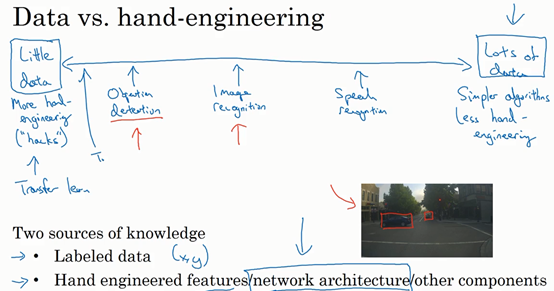 Data vs. hand-engineering
Little
data
Lots of
data
Object
detection
Image
recognition
Speech
recognition
More hand-
engineering
("hacks")
Simpler algorithms
Less hand-
engineering
T.
Transfer learn
Two sources of knowledge
• Labeled data (x,y)
• Hand engineered features/network architecture/other components